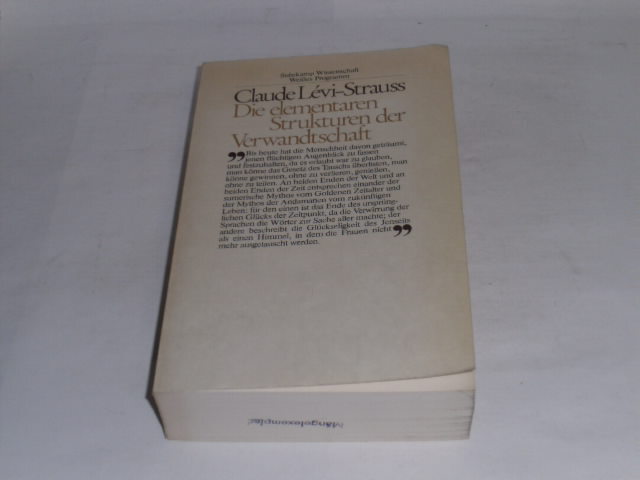 Suhrkamp Wissenschaft
Weißes Programm
Claude Lévi-Strauss
Die elementaren
Strukturen der
Verwandtschaft
„Bis heute hat die Menschheit davon geträumt,
jenen flüchtigen Augenblick zu fassen
und festzuhalten, da es erlaubt war zu glauben,
man könne das Gesetz des Tauschs überlisten, man
könne gewinnen, ohne zu verlieren, genießen,
ohne zu teilen. An beiden Enden der Welt und an
beiden Enden der Zeit entsprechen einander der
sumerische Mythos vom Goldenen Zeitalter und
der Mythos der Andamanen vom zukünftigen
Leben: für den einen ist das Ende des ursprüng-
lichen Glücks der Zeitpunkt, da die Verwirrung der
Sprachen die Wörter zur Sache aller machte; der
andere beschreibt die Glückseligkeit des Jenseits
als einen Himmel, in dem die Frauen nicht
mehr ausgetauscht werden.”
Mängelexemplar